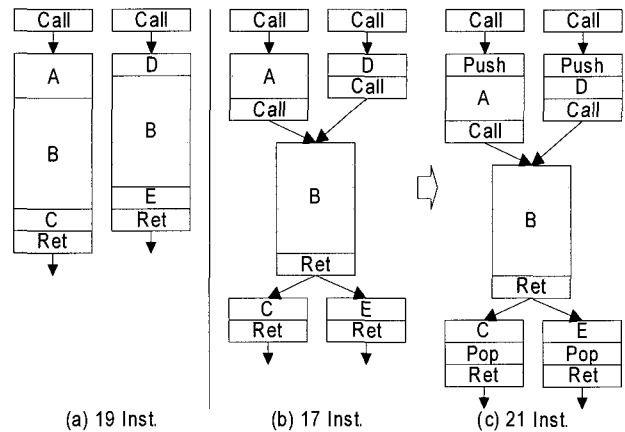 Call
Call
A
B
C
Ret
D
B
E
Ret
(a) 19 Inst.
Call
Call
A
Call
D
Call
B
Ret
C
Ret
E
Ret
(b) 17 Inst.
Call
Call
Push
A
Call
Push
D
Call
B
Ret
C
Pop
Ret
E
Pop
Ret
(c) 21 Inst.